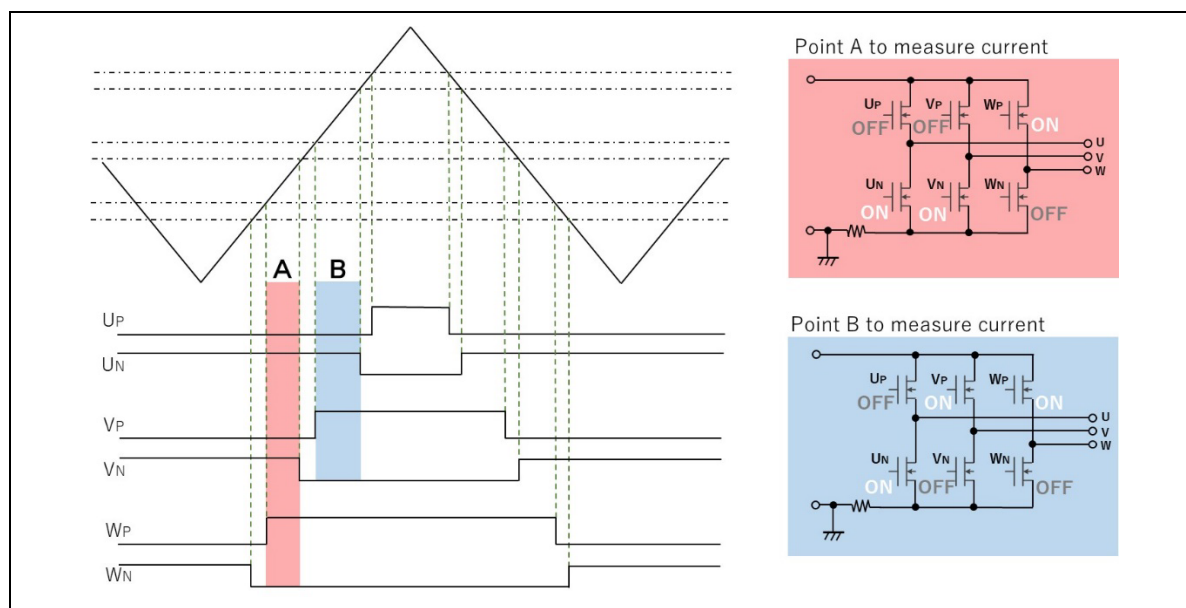 A B
UP
UN
VP
VN
WP
WN
Point A to measure current
UP VP WP
OFF OFF ON
U
V
W
UN VN WN
ON ON OFF
Point B to measure current
UP VP WP
OFF ON ON
U
V
W
UN VN WN
ON OFF OFF